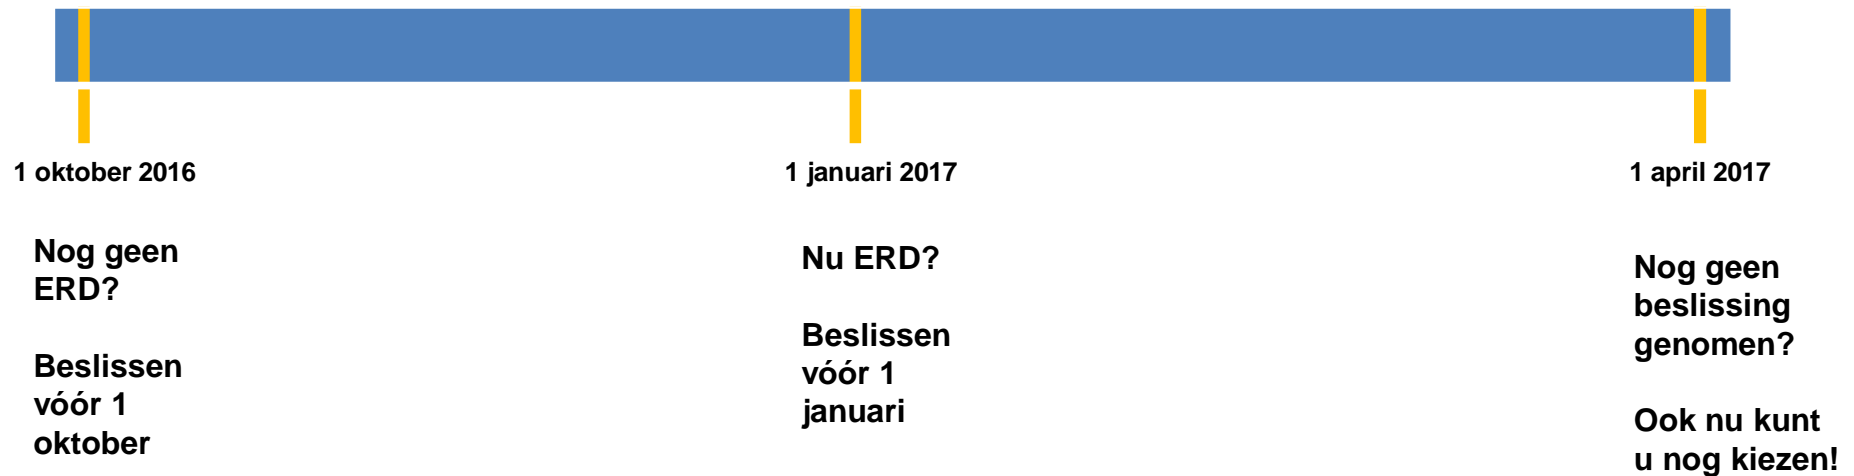 1 oktober 2016
1 januari 2017
1 april 2017
Nog geen
ERD?
Beslissen
vóór 1
oktober
Nu ERD?
Beslissen
vóór 1
januari
Nog geen
beslissing
genomen?
Ook nu kunt
u nog kiezen!